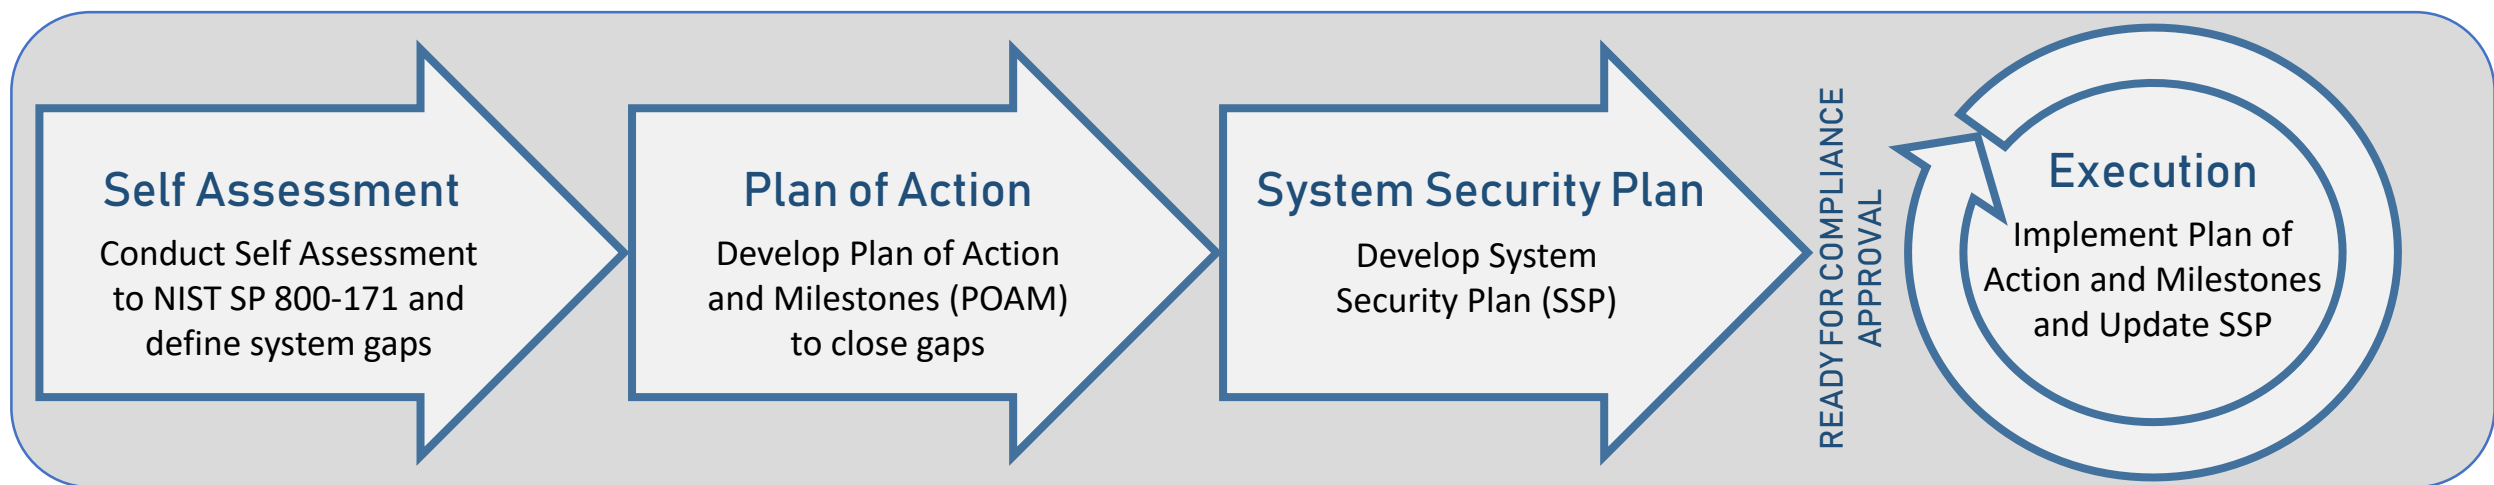 Self Assessment
Conduct Self Assessment
to NIST SP 800-171 and
define system gaps
Plan of Action
Develop Plan of Action
and Milestones (POAM)
to close gaps
System Security Plan
Develop System
Security Plan (SSP)
READY FOR COMPLIANCE
APPROVAL
Execution
Implement Plan of
Action and Milestones
and Update SSP